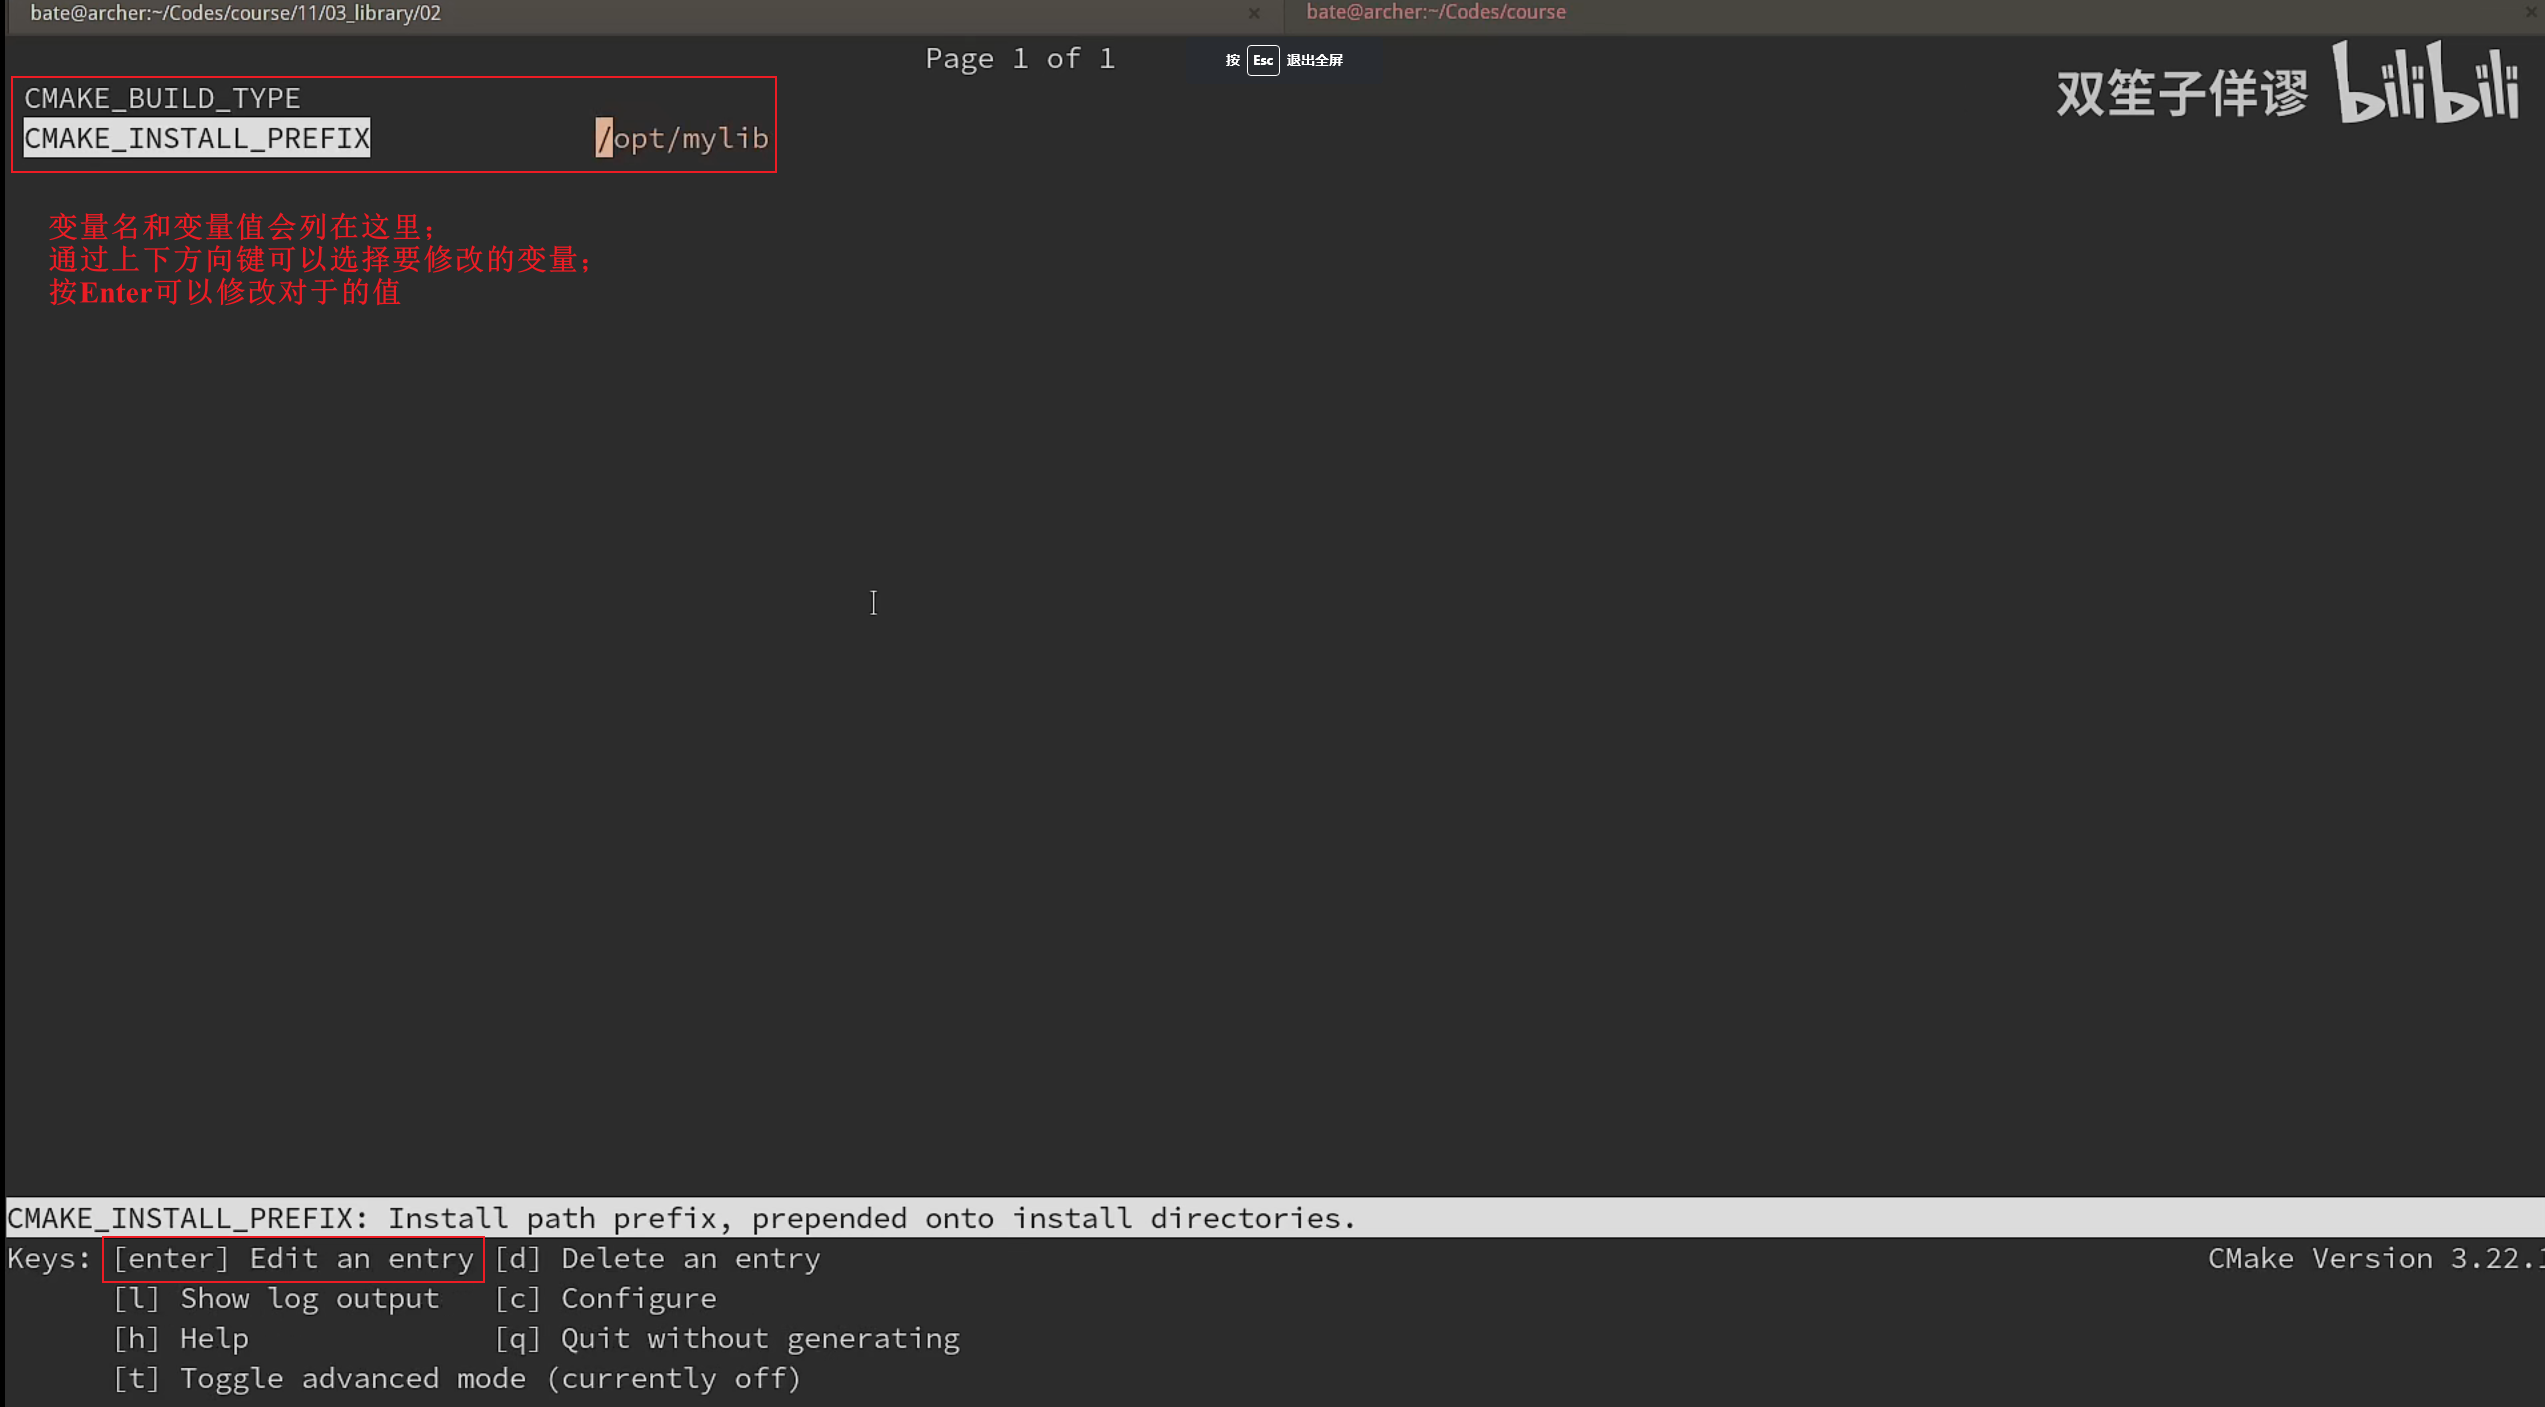 bate@archer:~/Codes/course/11/03_library/02 × bate@archer:~/Codes/course ×
Page 1 of 1
按 Esc 退出全屏
双笙子佯谬 bilibili
CMAKE_BUILD_TYPE
CMAKE_INSTALL_PREFIX /opt/mylib
变量名和变量值会列在这里；
通过上下方向键可以选择要修改的变量；
按Enter可以修改对于的值
CMAKE_INSTALL_PREFIX: Install path prefix, prepended onto install directories.
Keys: [enter] Edit an entry [d] Delete an entry CMake Version 3.22.1
[l] Show log output [c] Configure
[h] Help [q] Quit without generating
[t] Toggle advanced mode (currently off)